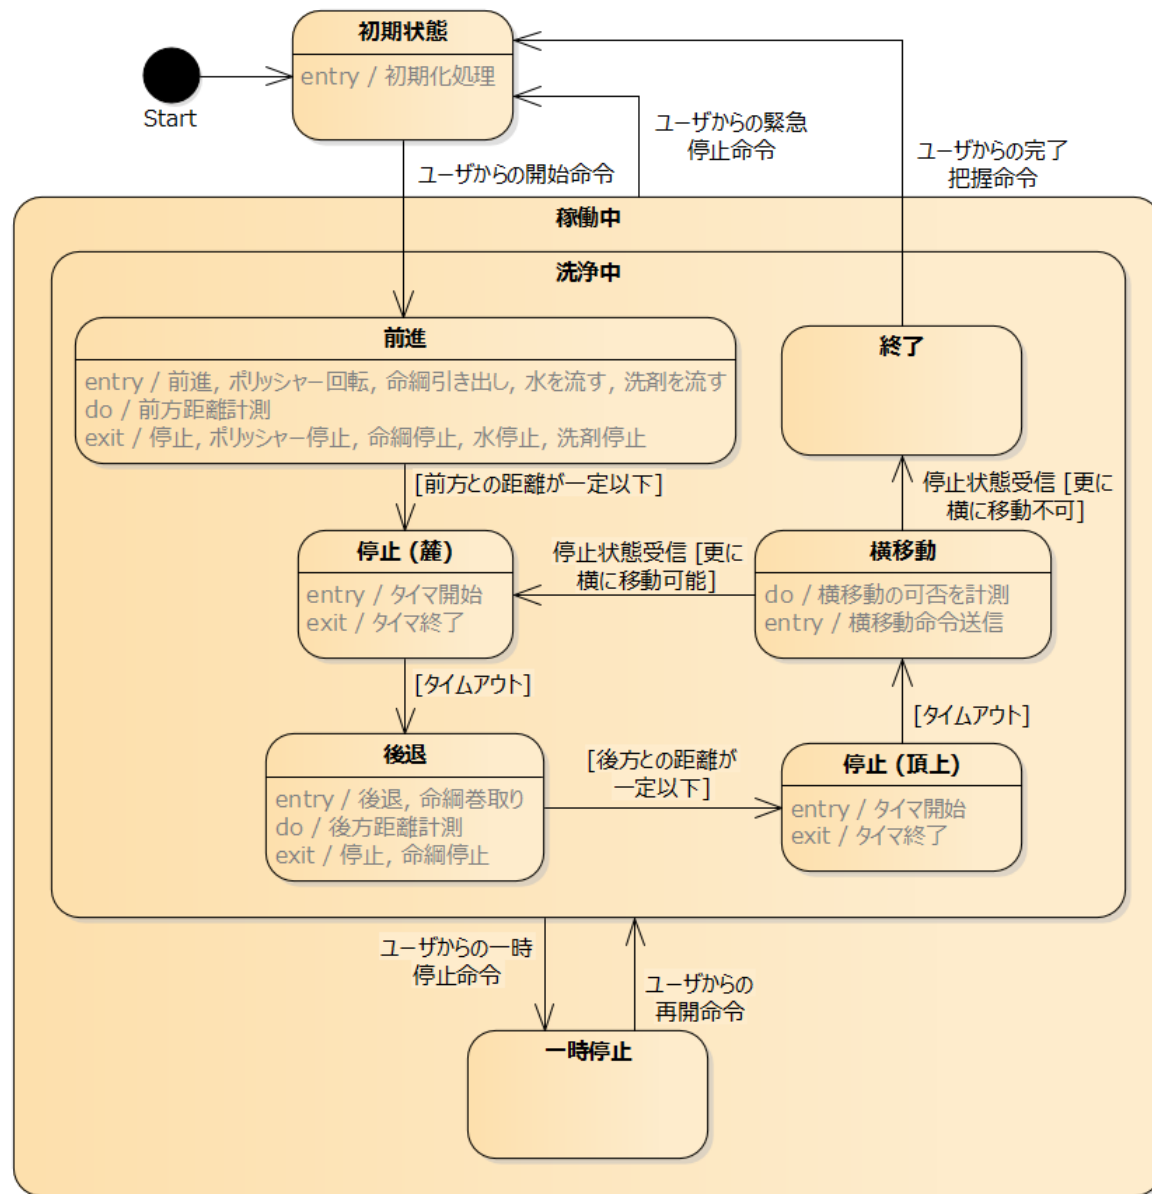 初期状態
entry / 初期化処理
Start
ユーザからの緊急
停止命令
ユーザからの完了
把握命令
ユーザからの開始命令
稼働中
洗浄中
前進
entry / 前進, ポリッシャー回転, 命綱引き出し, 水を流す, 洗剤を流す
do / 前方距離計測
exit / 停止, ポリッシャー停止, 命綱停止, 水停止, 洗剤停止
終了
[前方との距離が一定以下]
停止状態受信 [更に
横に移動不可]
停止 (麓)
entry / タイマ開始
exit / タイマ終了
停止状態受信 [更に
横に移動可能]
横移動
do / 横移動の可否を計測
entry / 横移動命令送信
[タイムアウト]
[タイムアウト]
後退
entry / 後退, 命綱巻取り
do / 後方距離計測
exit / 停止, 命綱停止
[後方との距離が
一定以下]
停止 (頂上)
entry / タイマ開始
exit / タイマ終了
ユーザからの一時
停止命令
ユーザからの
再開命令
一時停止